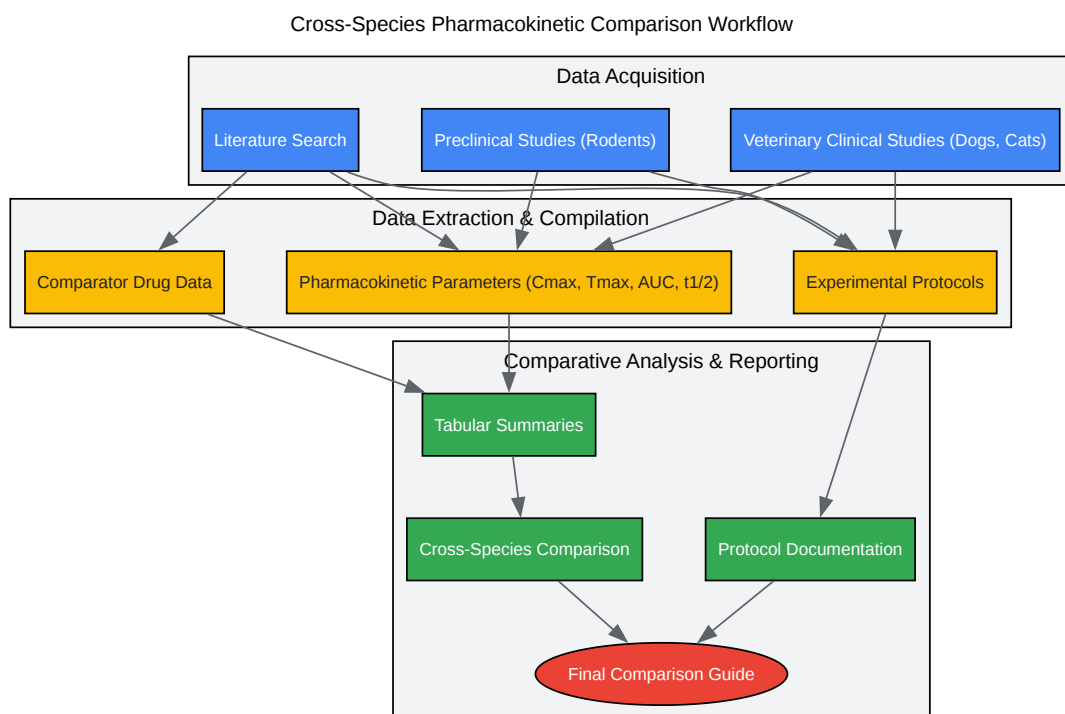 Cross-Species Pharmacokinetic Comparison Workflow
Data Acquisition
Literature Search
Preclinical Studies (Rodents)
Veterinary Clinical Studies (Dogs, Cats)
Data Extraction & Compilation
Comparator Drug Data
Pharmacokinetic Parameters (Cmax, Tmax, AUC, t1/2)
Experimental Protocols
Comparative Analysis & Reporting
Tabular Summaries
Cross-Species Comparison
Protocol Documentation
Final Comparison Guide